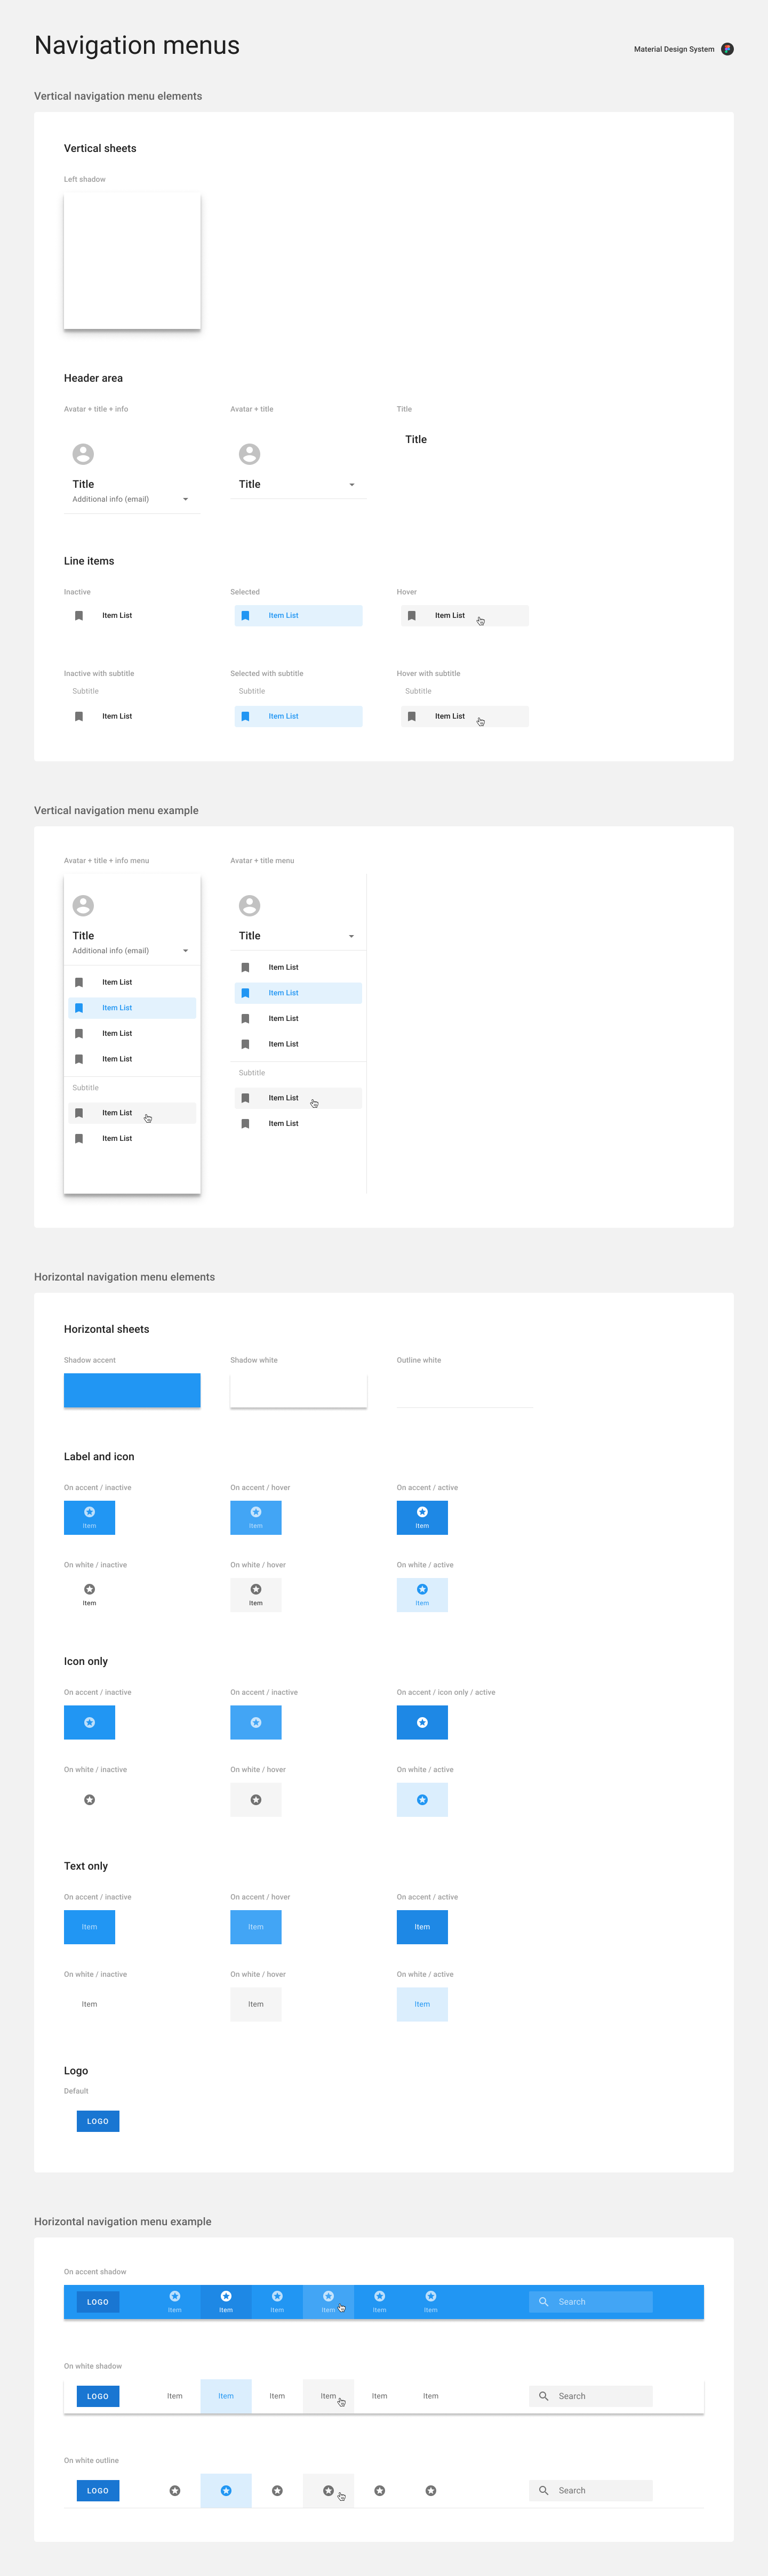 Navigation menus
Material Design System
Vertical navigation menu elements
Vertical sheets
Left shadow
Header area
Avatar + title + info
Avatar + title
Title
Title
Title
Title
Additional info (email)
Line items
Inactive
Selected
Hover
Item List
Item List
Item List
Inactive with subtitle
Selected with subtitle
Hover with subtitle
Subtitle
Subtitle
Subtitle
Item List
Item List
Item List
Vertical navigation menu example
Avatar + title + info menu
Title
Additional info (email)
Item List
Item List
Item List
Item List
Subtitle
Item List
Item List
Avatar + title menu
Title
Item List
Item List
Item List
Item List
Subtitle
Item List
Item List
Horizontal navigation menu elements
Horizontal sheets
Shadow accent
Shadow white
Outline white
Label and icon
On accent / inactive
On accent / hover
On accent / active
Item
Item
Item
On white / inactive
On white / hover
On white / active
Item
Item
Item
Icon only
On accent / inactive
On accent / inactive
On accent / icon only / active
On white / inactive
On white / hover
On white / active
Text only
On accent / inactive
On accent / hover
On accent / active
Item
Item
Item
On white / inactive
On white / hover
On white / active
Item
Item
Item
Logo
Default
LOGO
Horizontal navigation menu example
On accent shadow
LOGO
Item
Item
Item
Item
Item
Item
Search
On white shadow
LOGO
Item
Item
Item
Item
Item
Item
Search
On white outline
LOGO
Search